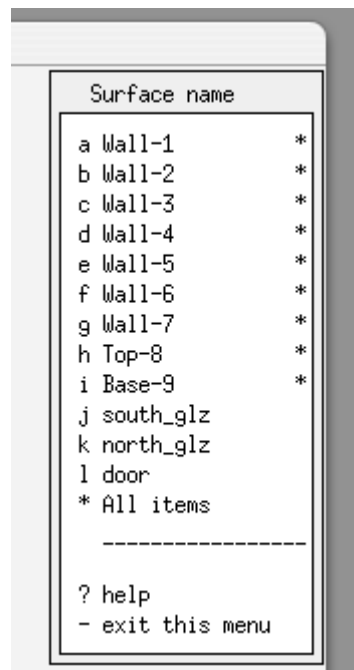 Surface name
a Wall-1 *
b Wall-2 *
c Wall-3 *
d Wall-4 *
e Wall-5 *
f Wall-6 *
g Wall-7 *
h Top-8 *
i Base-9 *
j south_glz
k north_glz
l door
* All items
-----------------
? help
- exit this menu